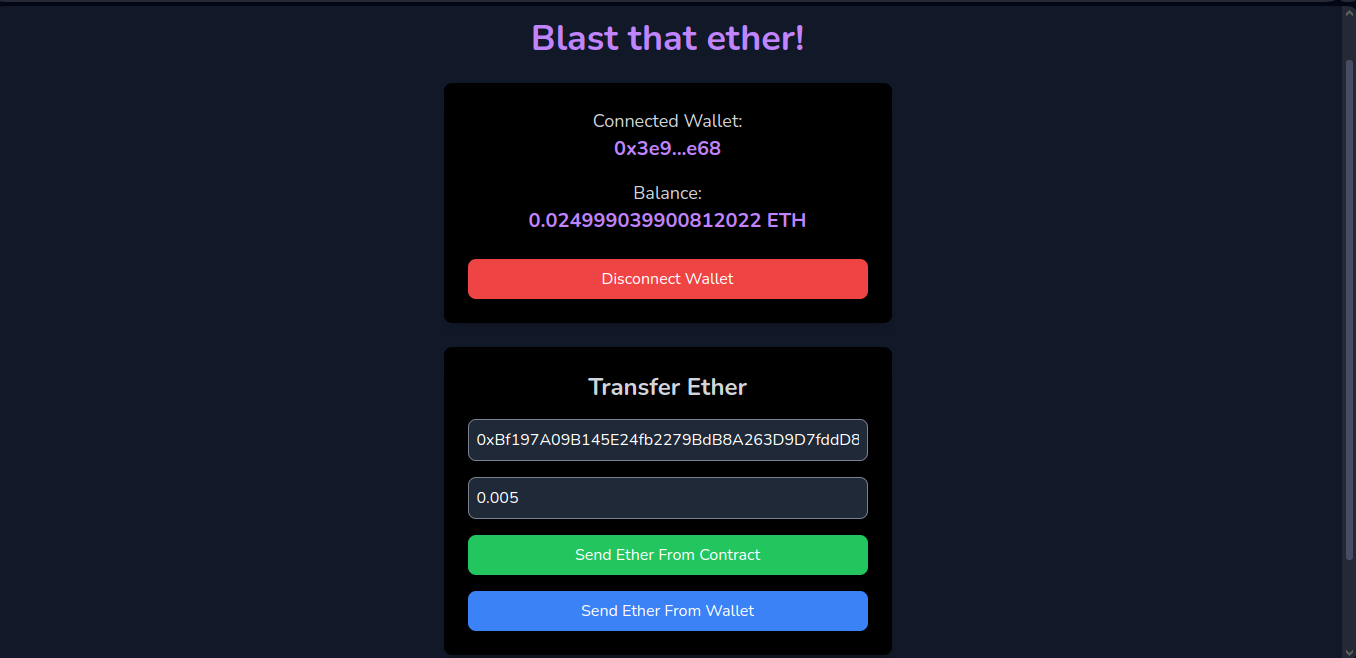 Blast that ether!
Connected Wallet:
0x3e9...e68
Balance:
0.024999039900812022 ETH
Disconnect Wallet
Transfer Ether
0xBf197A09B145E24fb2279BdB8A263D9D7fddD8
0.005
Send Ether From Contract
Send Ether From Wallet